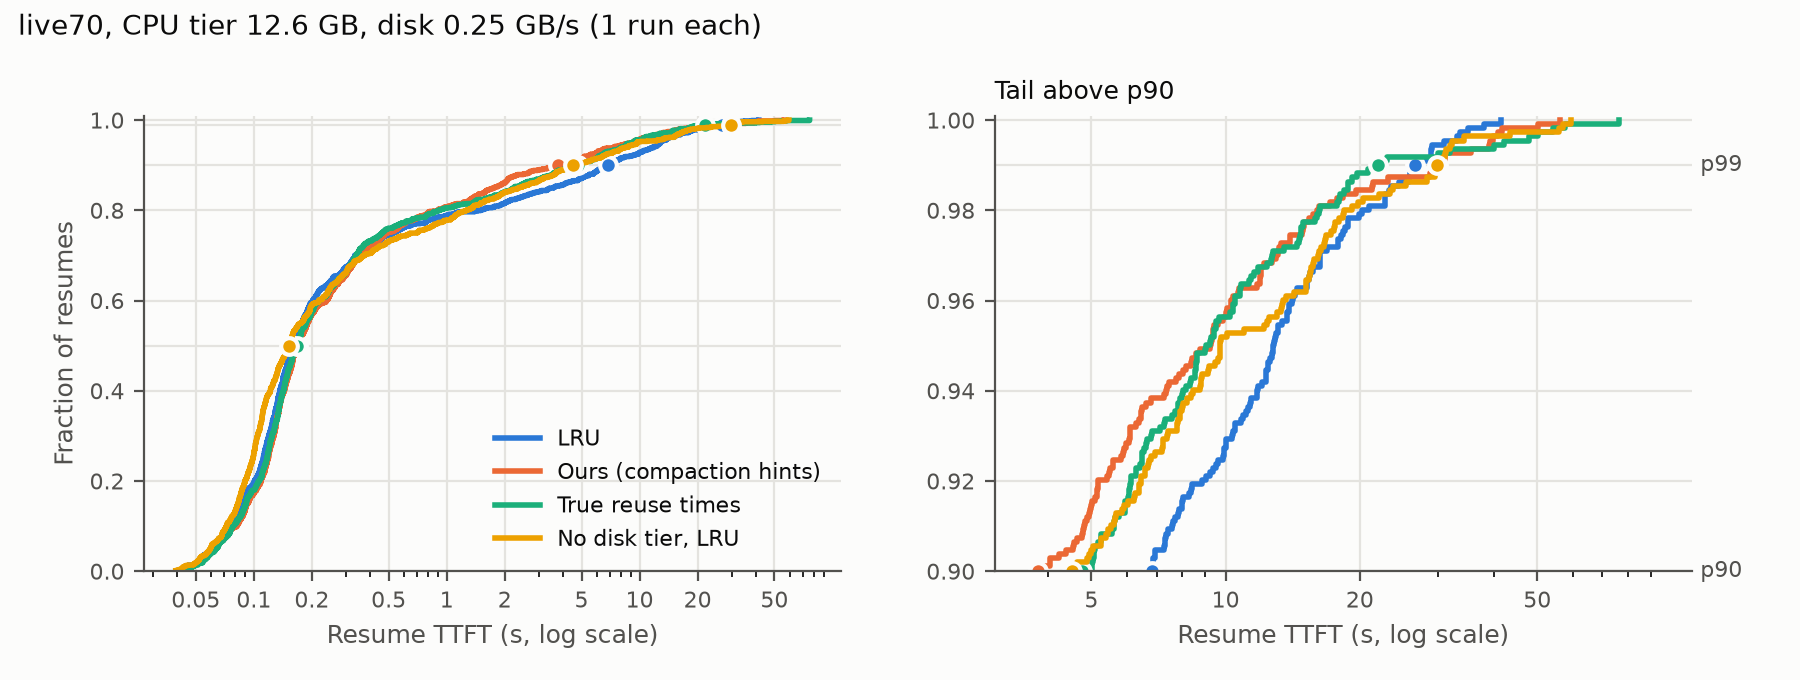 live70, CPU tier 12.6 GB, disk 0.25 GB/s (1 run each)
Fraction of resumes
1.0
0.8
0.6
0.4
0.2
0.0
0.05 0.1 0.2 0.5 1 2 5 10 20 50
Resume TTFT (s, log scale)
LRU
Ours (compaction hints)
True reuse times
No disk tier, LRU
Tail above p90
1.00
0.98
0.96
0.94
0.92
0.90
p99
p90
5 10 20 50
Resume TTFT (s, log scale)